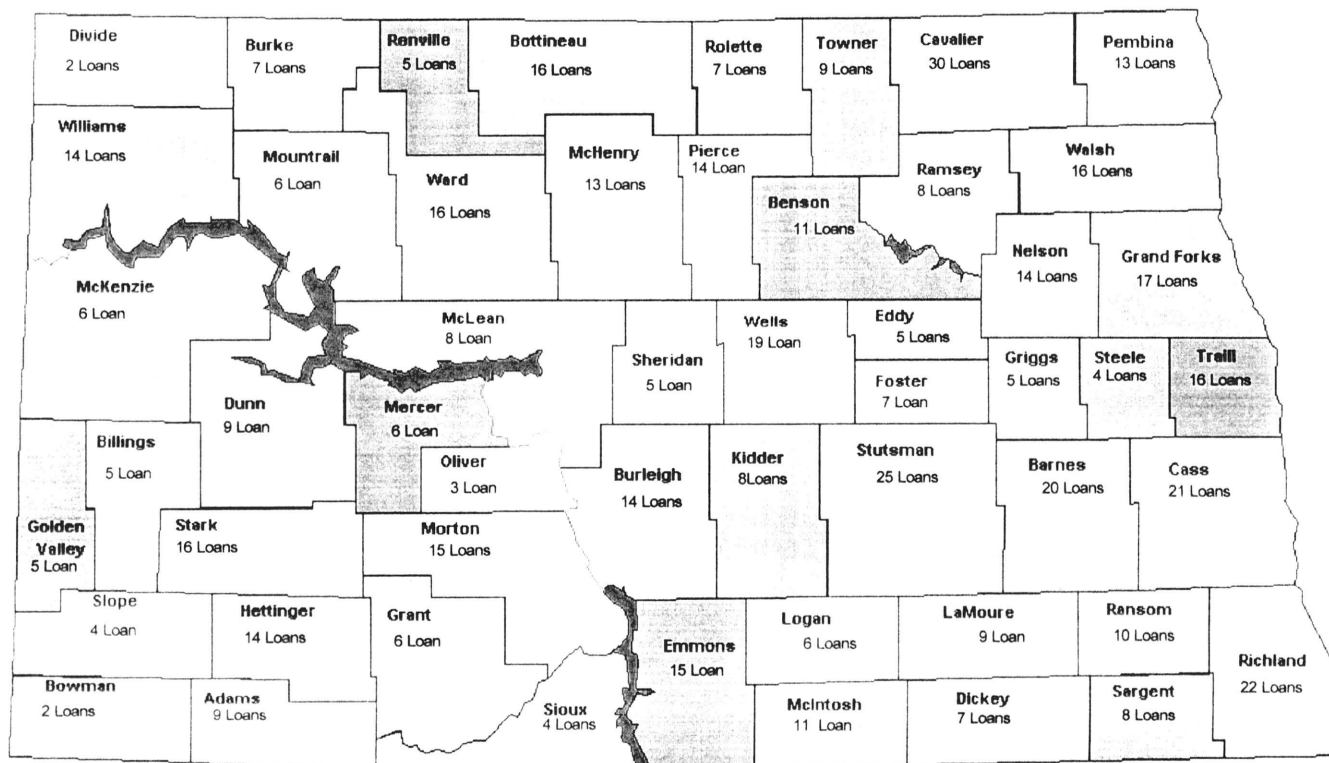 Divide
2 Loans
Burke
7 Loans
Renville
5 Loans
Bottineau
16 Loans
Rolette
7 Loans
Towner
9 Loans
Cavalier
30 Loans
Pembina
13 Loans
Williams
14 Loans
Mountrail
6 Loan
Ward
16 Loans
McHenry
13 Loans
Pierce
14 Loan
Benson
11 Loans
Ramsey
8 Loans
Walsh
16 Loans
Nelson
14 Loans
Grand Forks
17 Loans
McKenzie
6 Loan
McLean
8 Loan
Sheridan
5 Loan
Wells
19 Loan
Eddy
5 Loans
Foster
7 Loan
Griggs
5 Loans
Steele
4 Loans
Traill
16 Loans
Dunn
9 Loan
Mercer
6 Loan
Oliver
3 Loan
Billings
5 Loan
Golden
Valley
5 Loan
Stark
16 Loans
Morton
15 Loans
Burleigh
14 Loans
Kidder
8Loans
Stutsman
25 Loans
Barnes
20 Loans
Cass
21 Loans
Slope
4 Loan
Hettinger
14 Loans
Grant
6 Loan
Emmons
15 Loan
Logan
6 Loans
LaMoure
9 Loan
Ransom
10 Loans
Richland
22 Loans
Bowman
2 Loans
Adams
9 Loans
Sioux
4 Loans
McIntosh
11 Loan
Dickey
7 Loans
Sargent
8 Loans